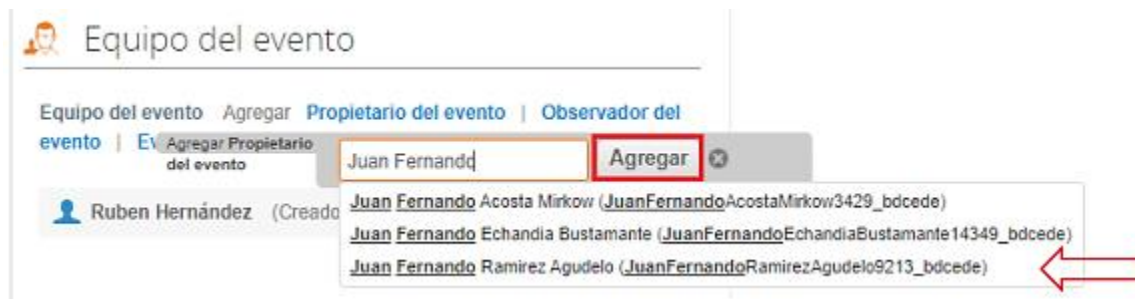 Equipo del evento
Equipo del evento Agregar Propietario del evento | Observador del
evento | Ev
Agregar Propietario
del evento
Juan Fernando
Agregar
Juan Fernando Acosta Mirkow (JuanFernandoAcostaMirkow3429_bdcede)
Juan Fernando Echandia Bustamante (JuanFernandoEchandiaBustamante14349_bdcede)
Juan Fernando Ramirez Agudelo (JuanFernandoRamirezAgudelo9213_bdcede)
Ruben Hernández (Creado